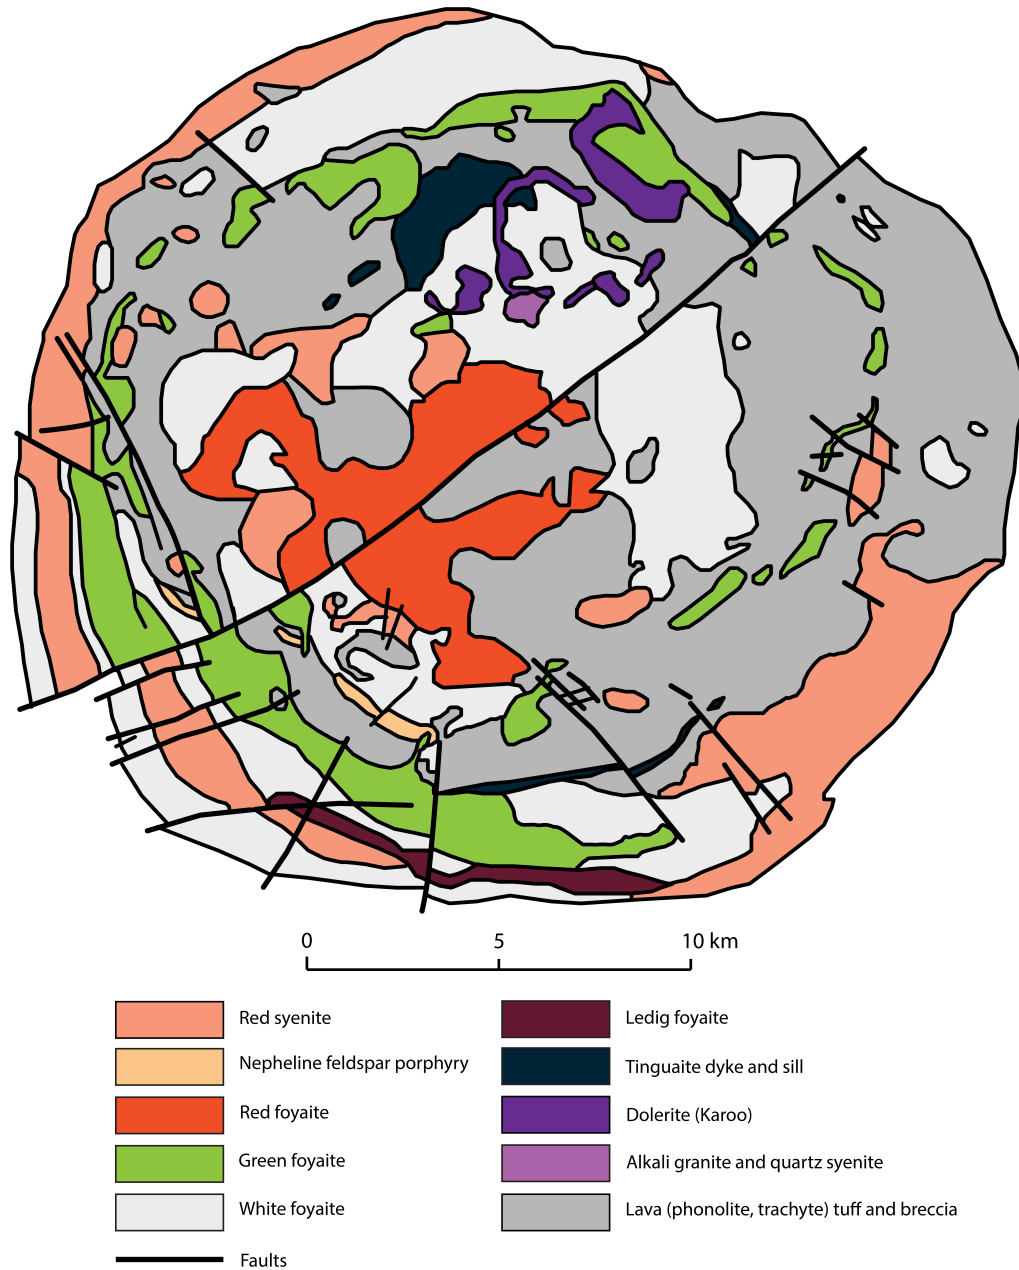 0 5 10 km
Red syenite
Nepheline feldspar porphyry
Red foyaite
Green foyaite
White foyaite
Faults
Ledig foyaite
Tinguaite dyke and sill
Dolerite (Karoo)
Alkali granite and quartz syenite
Lava (phonolite, trachyte) tuff and breccia